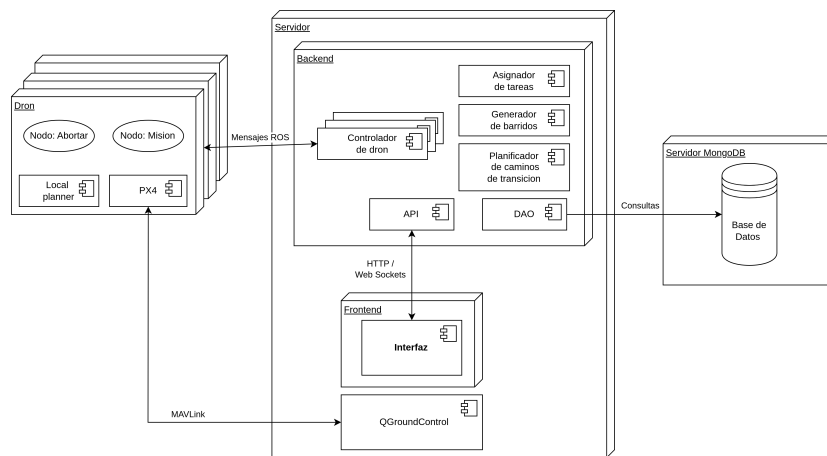 Servidor
Backend
Asignador
de tareas
Generador
de barridos
Planificador
de caminos
de transicion
Controlador
de dron
API
DAO
Dron
Nodo: Abortar
Nodo: Mision
Local
planner
PX4
Mensajes ROS
Servidor MongoDB
Base de
Datos
Consultas
HTTP /
Web Sockets
Frontend
Interfaz
QGroundControl
MAVLink